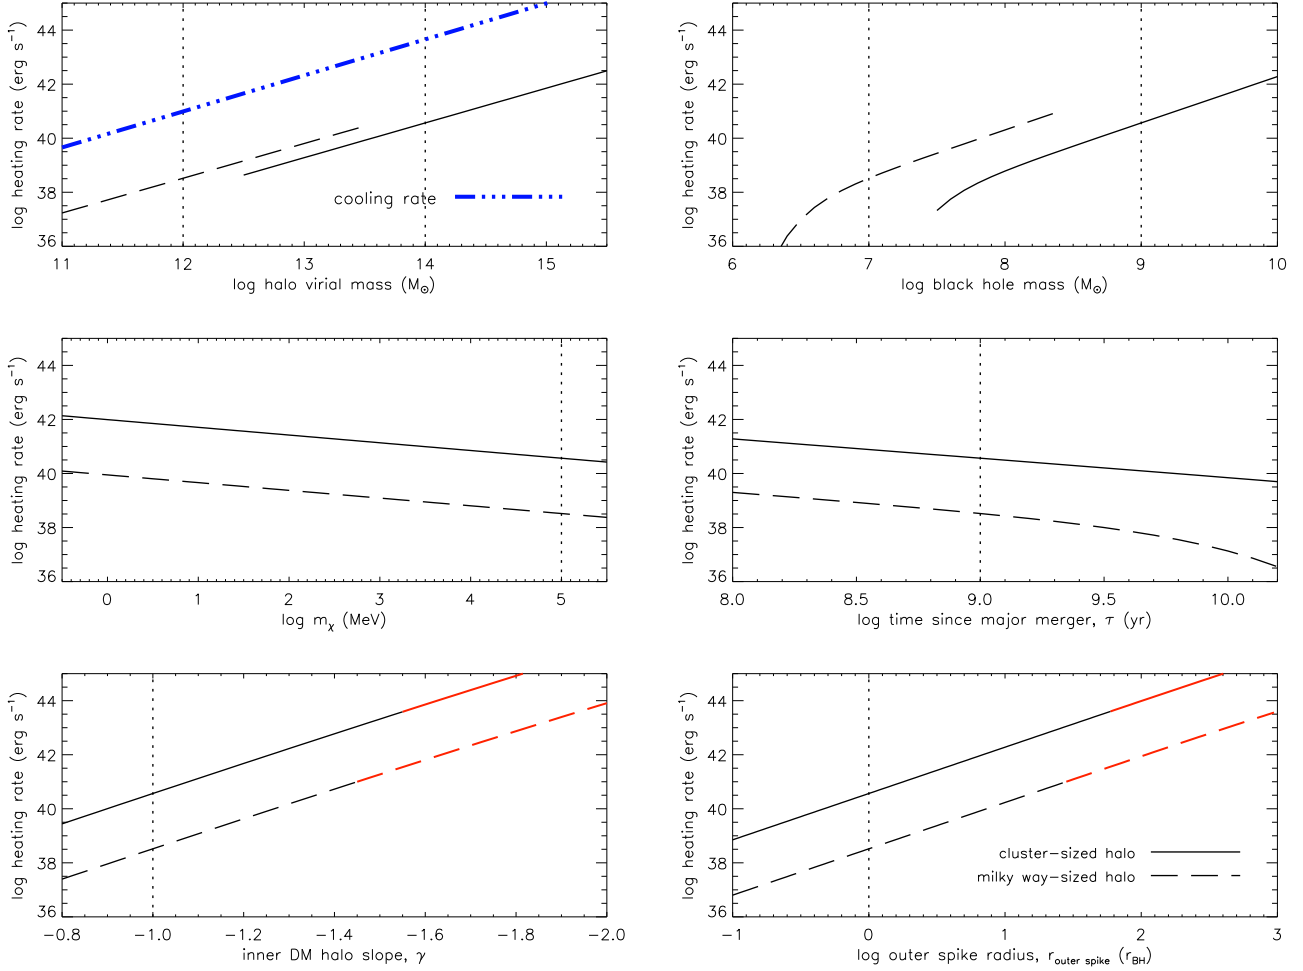 log heating rate (erg s⁻¹)
44
42
40
38
36
cooling rate
11 12 13 14 15
log halo virial mass (M⊙)
log heating rate (erg s⁻¹)
44
42
40
38
36
6 7 8 9 10
log black hole mass (M⊙)
log heating rate (erg s⁻¹)
44
42
40
38
36
0 1 2 3 4 5
log mχ (MeV)
log heating rate (erg s⁻¹)
44
42
40
38
36
8.0 8.5 9.0 9.5 10.0
log time since major merger, τ (yr)
log heating rate (erg s⁻¹)
44
42
40
38
36
−0.8 −1.0 −1.2 −1.4 −1.6 −1.8 −2.0
inner DM halo slope, γ
log heating rate (erg s⁻¹)
44
42
40
38
36
cluster−sized halo
milky way−sized halo
−1 0 1 2 3
log outer spike radius, r outer spike (rBH)